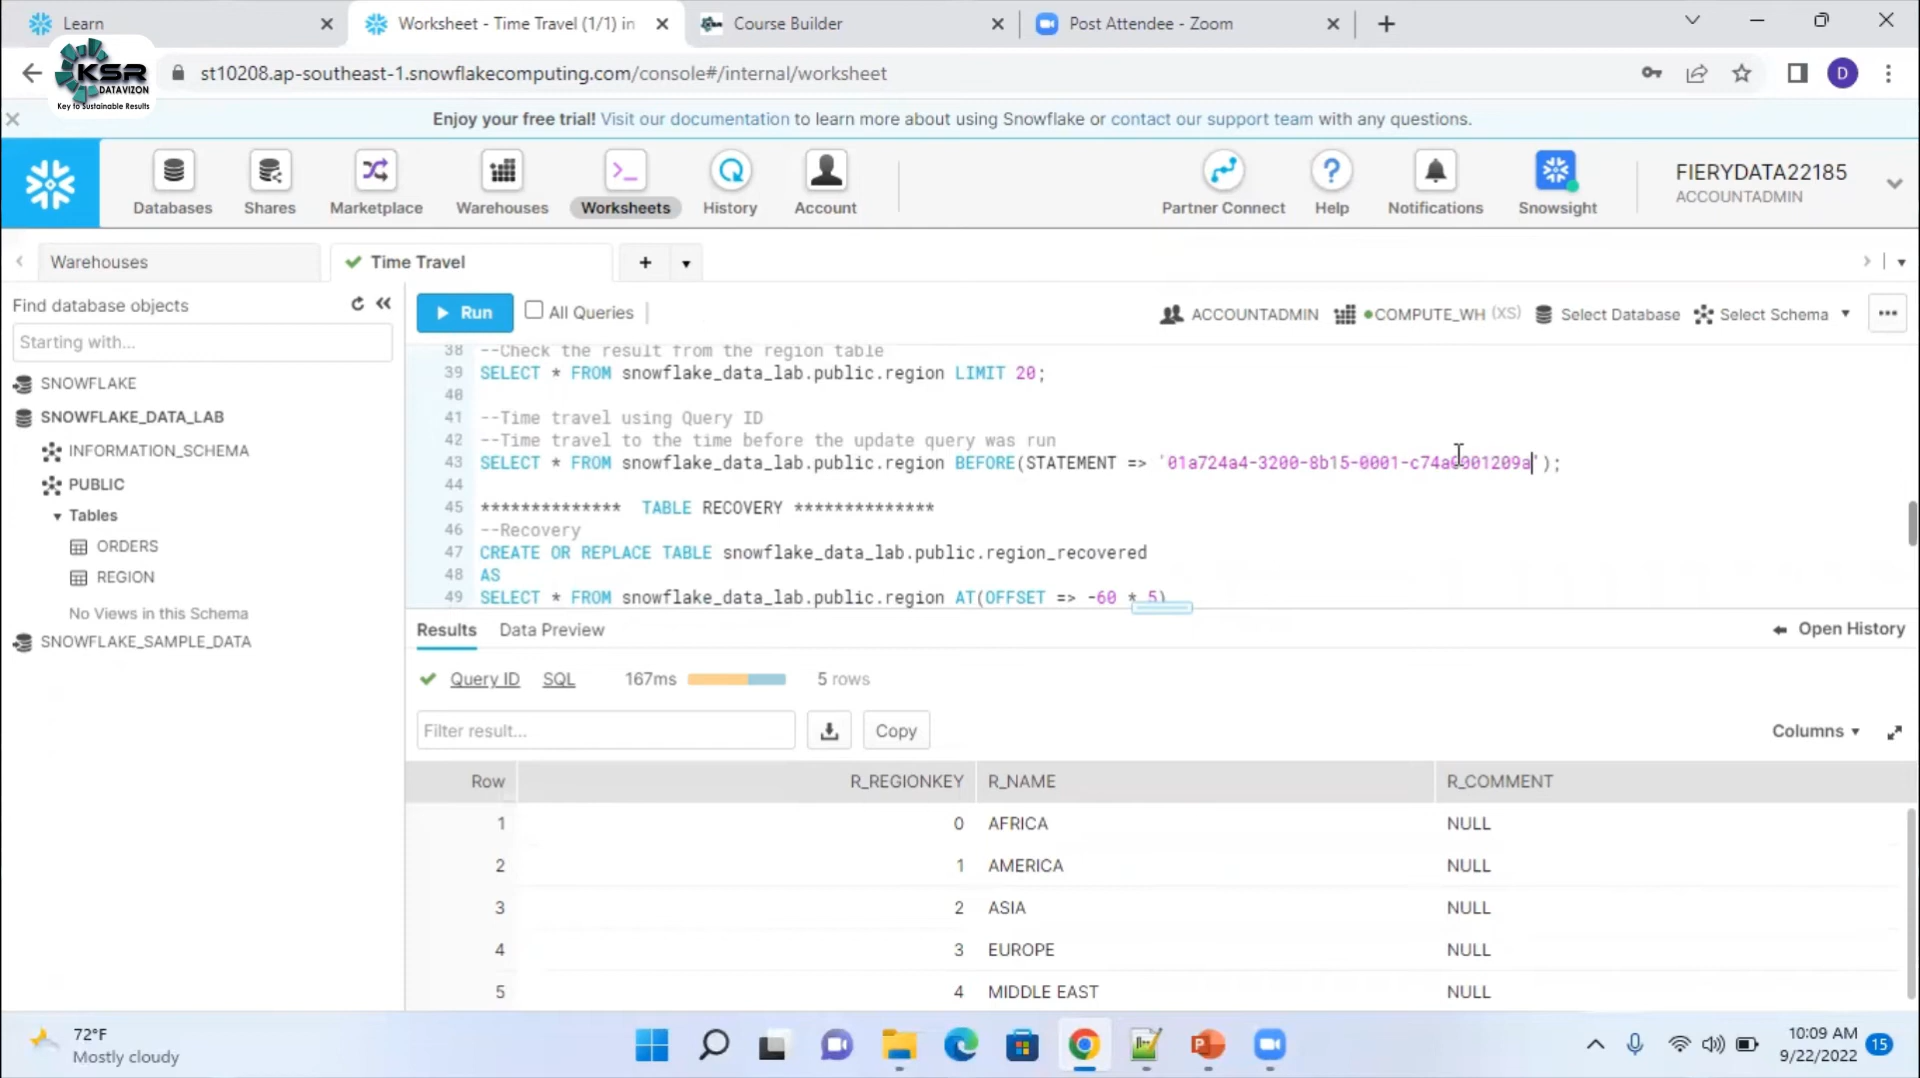 Learn
Worksheet - Time Travel (1/1) in
Course Builder
Post Attendee - Zoom
KSR
DATAVIZON
Key to Sustainable Results
st10208.ap-southeast-1.snowflakecomputing.com/console#/internal/worksheet
D
Enjoy your free trial! Visit our documentation to learn more about using Snowflake or contact our support team with any questions.
Databases
Shares
Marketplace
Warehouses
Worksheets
History
Account
Partner Connect
Help
Notifications
Snowsight
FIERYDATA22185
ACCOUNTADMIN
Warehouses
Time Travel
Find database objects
Starting with...
SNOWFLAKE
SNOWFLAKE_DATA_LAB
INFORMATION_SCHEMA
PUBLIC
Tables
ORDERS
REGION
No Views in this Schema
SNOWFLAKE_SAMPLE_DATA
Run
All Queries
ACCOUNTADMIN
COMPUTE_WH (XS)
Select Database
Select Schema
38 --Check the result from the region table
39 SELECT * FROM snowflake_data_lab.public.region LIMIT 20;
40
41 --Time travel using Query ID
42 --Time travel to the time before the update query was run
43 SELECT * FROM snowflake_data_lab.public.region BEFORE(STATEMENT => '01a724a4-3200-8b15-0001-c74a0001209a');
44
45 ************** TABLE RECOVERY **************
46 --Recovery
47 CREATE OR REPLACE TABLE snowflake_data_lab.public.region_recovered
48 AS
49 SELECT * FROM snowflake_data_lab.public.region AT(OFFSET => -60 * 5)
Results
Data Preview
Open History
Query ID
SQL
167ms
5 rows
Filter result...
Copy
Columns
Row R_REGIONKEY R_NAME R_COMMENT
1 0 AFRICA NULL
2 1 AMERICA NULL
3 2 ASIA NULL
4 3 EUROPE NULL
5 4 MIDDLE EAST NULL
72°F
Mostly cloudy
10:09 AM
9/22/2022
15